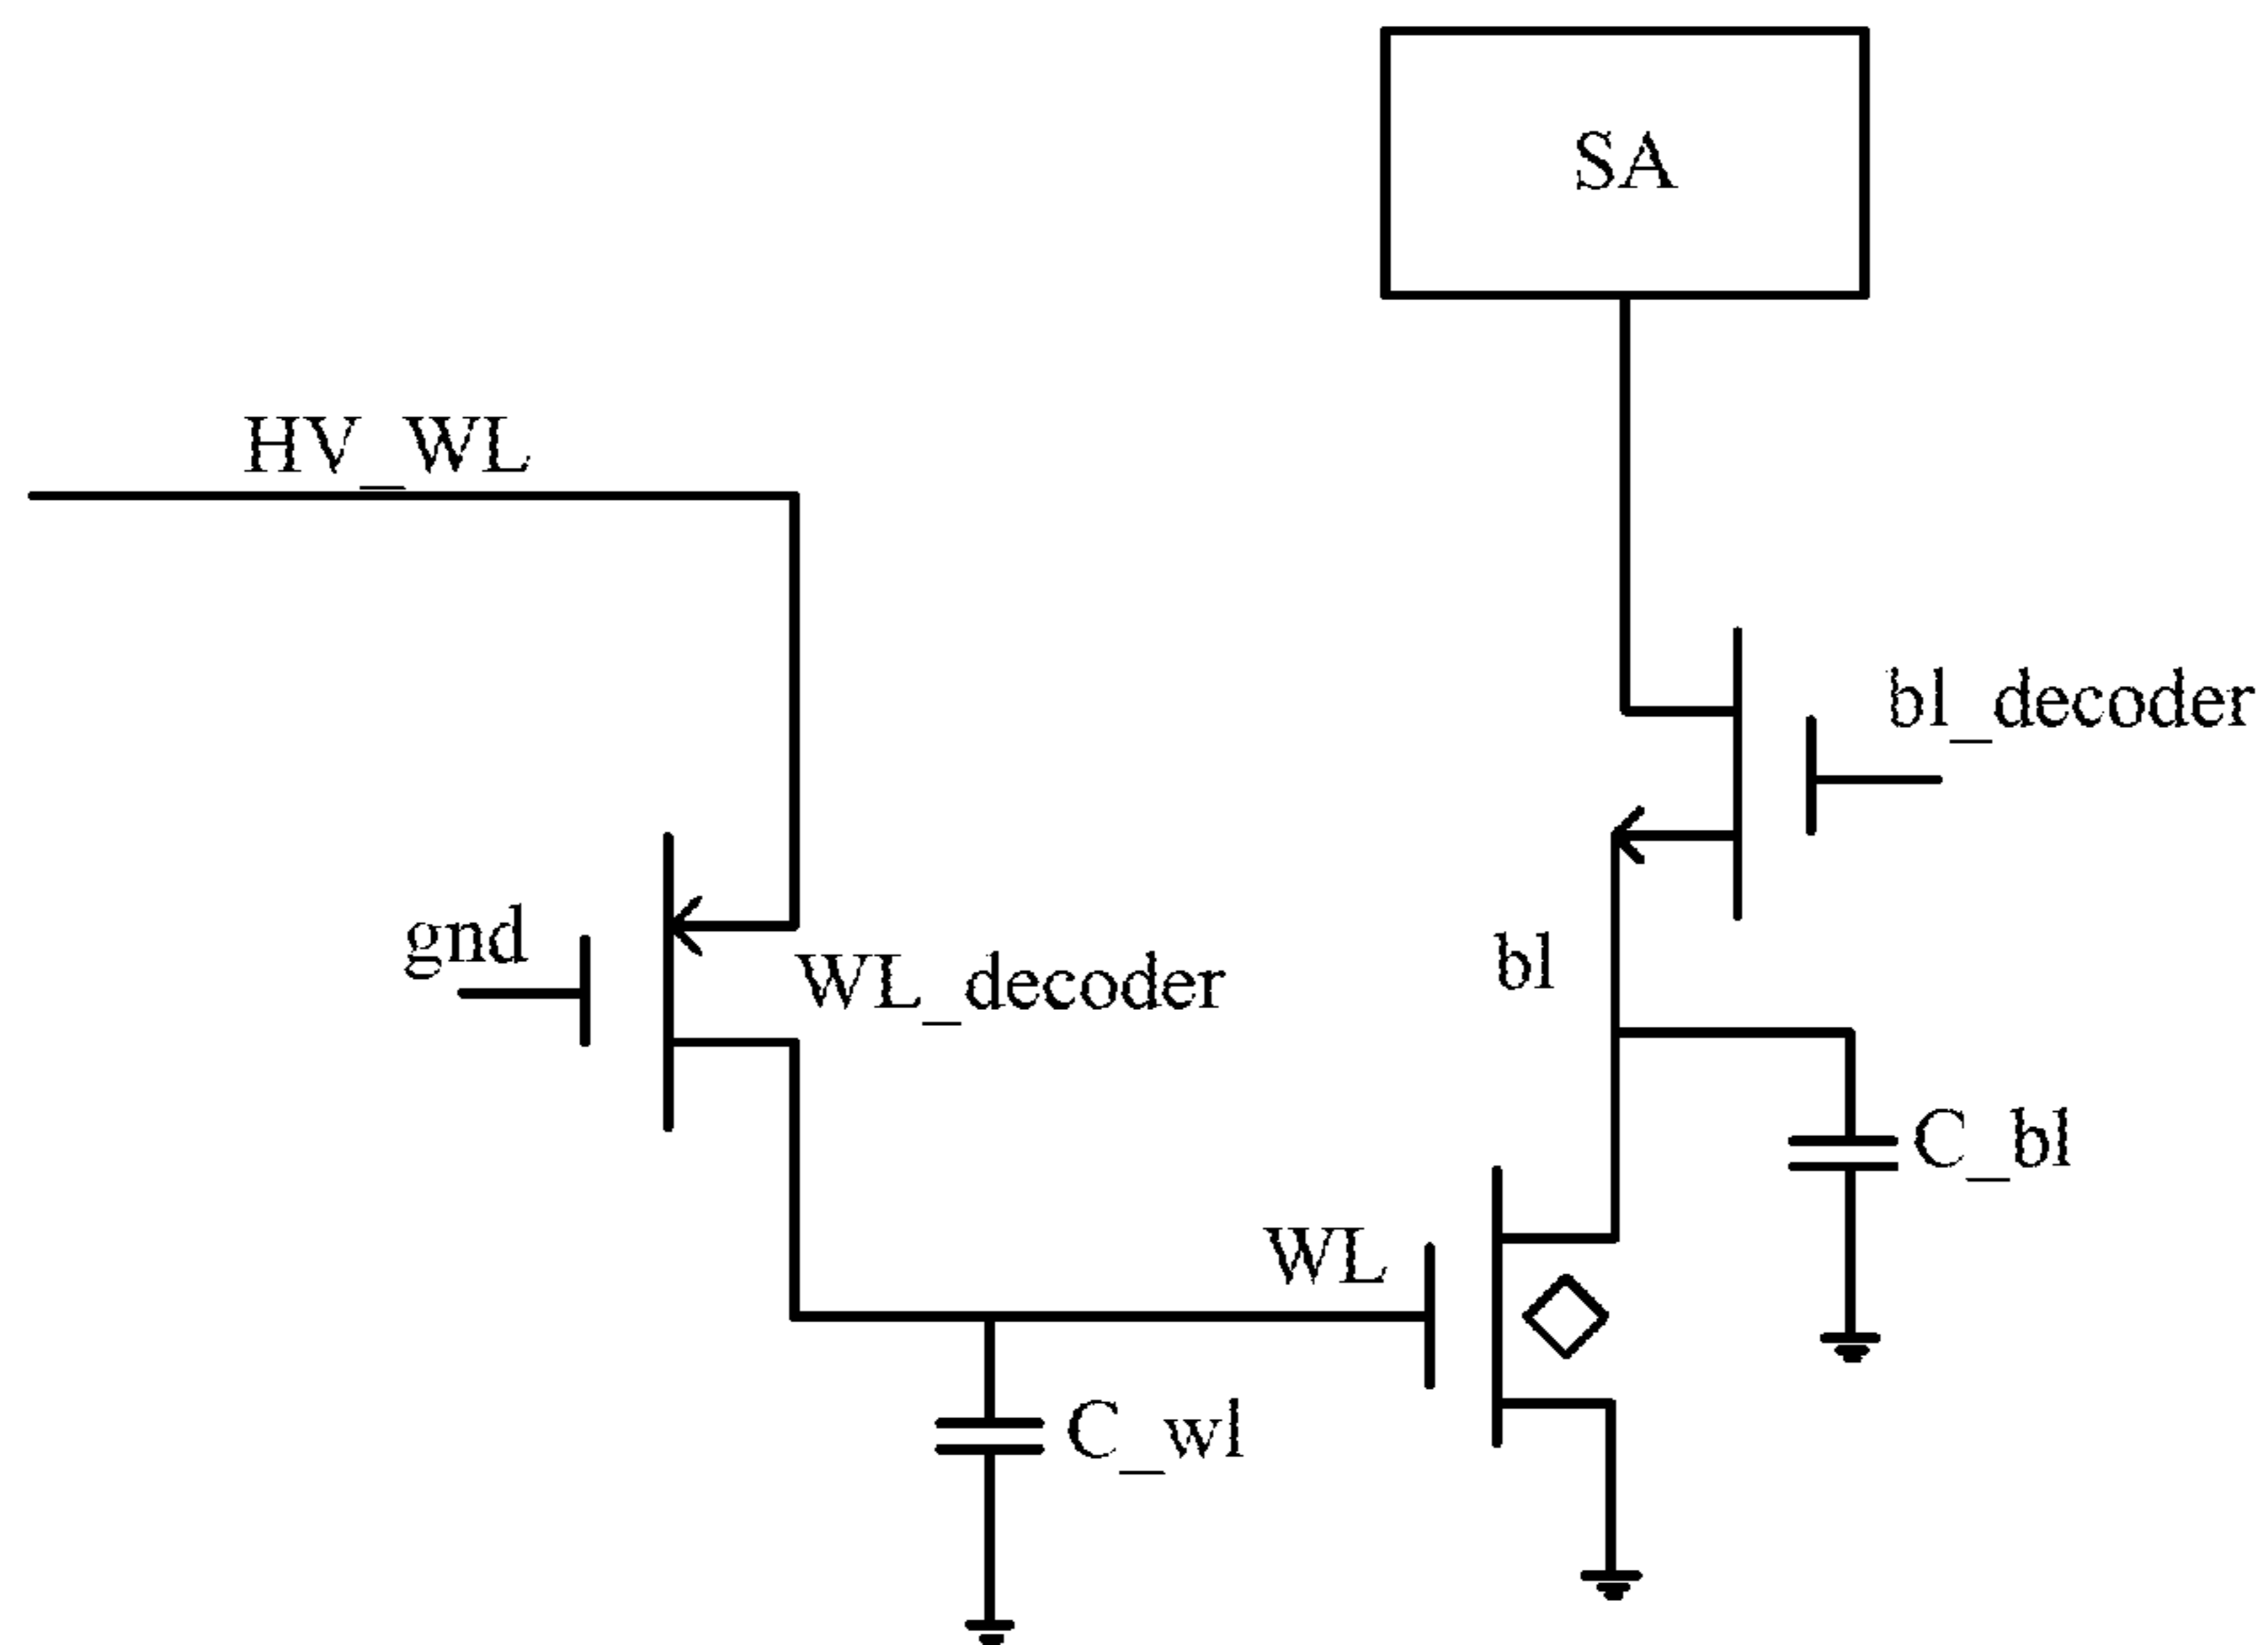 SA
HV_WL
bl_decoder
gnd
WL_decoder
bl
C_bl
WL
C_wl